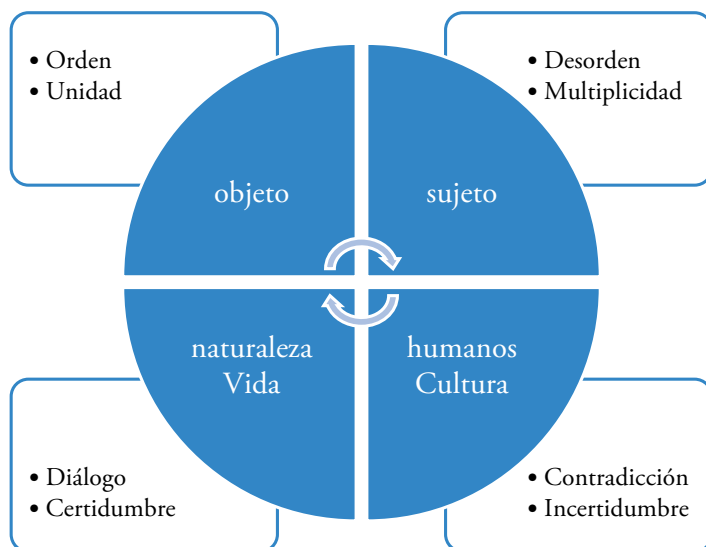 • Orden
• Unidad
• Desorden
• Multiplicidad
objeto
sujeto
naturaleza
Vida
humanos
Cultura
• Diálogo
• Certidumbre
• Contradicción
• Incertidumbre